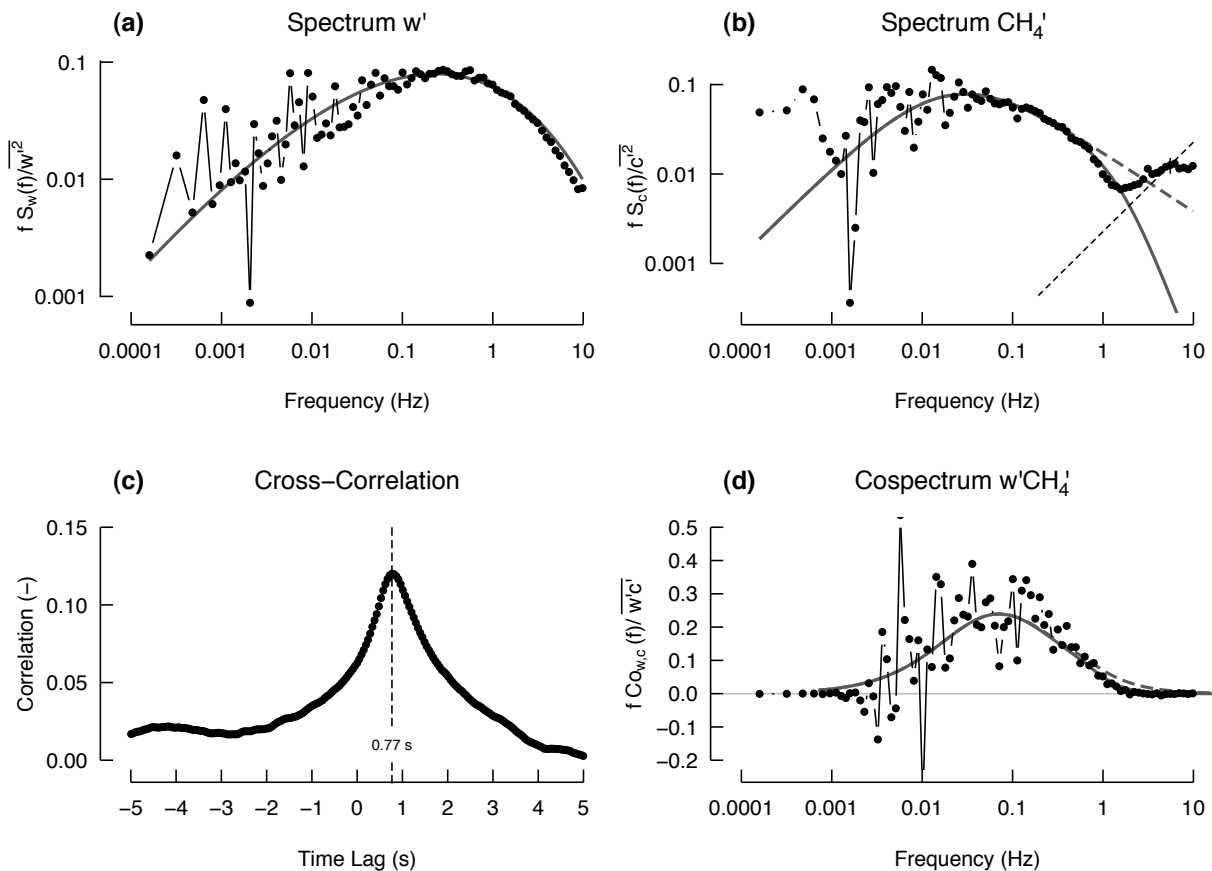 (a) Spectrum w'
f S_w(f)/w'²
0.1
0.01
0.001
0.0001 0.001 0.01 0.1 1 10
Frequency (Hz)
(b) Spectrum CH₄'
f S_c(f)/c'²
0.1
0.01
0.001
0.0001 0.001 0.01 0.1 1 10
Frequency (Hz)
(c) Cross−Correlation
Correlation (−)
0.15
0.10
0.05
0.00
0.77 s
−5 −4 −3 −2 −1 0 1 2 3 4 5
Time Lag (s)
(d) Cospectrum w'CH₄'
f Co_w,c (f)/ w'c'
0.5
0.4
0.3
0.2
0.1
0.0
−0.1
−0.2
0.0001 0.001 0.01 0.1 1 10
Frequency (Hz)